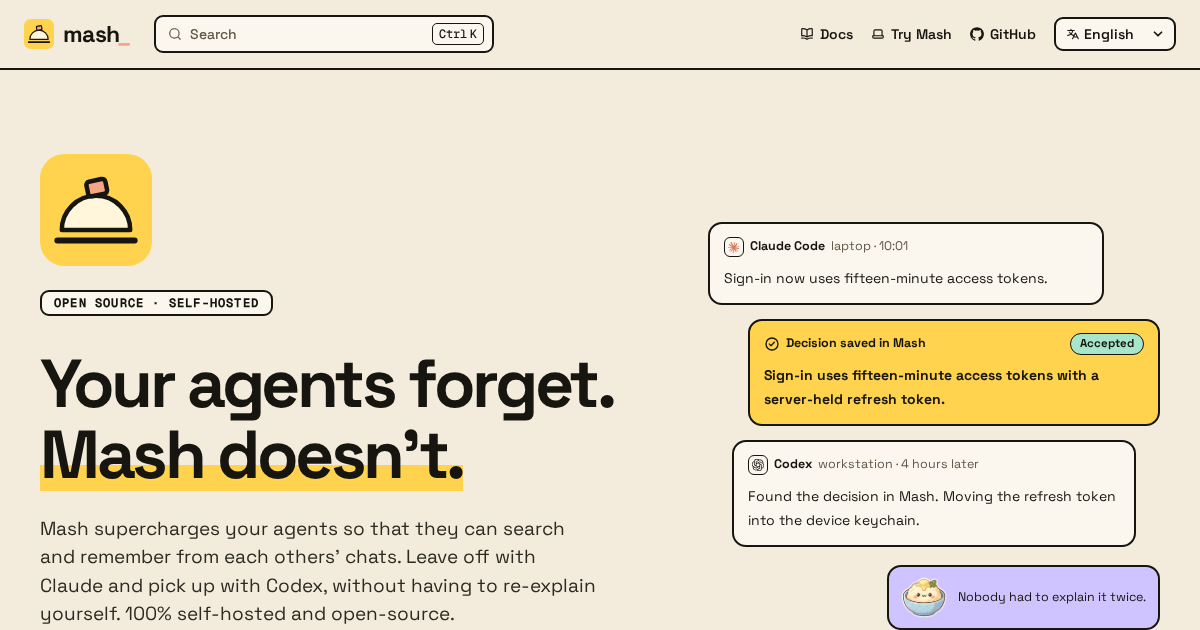 mash_
Search
Ctrl K
Docs
Try Mash
GitHub
English
OPEN SOURCE · SELF-HOSTED
Your agents forget.
Mash doesn’t.
Mash supercharges your agents so that they can search
and remember from each others’ chats. Leave off with
Claude and pick up with Codex, without having to re-explain
yourself. 100% self-hosted and open-source.
Claude Code laptop · 10:01
Sign-in now uses fifteen-minute access tokens.
Decision saved in Mash
Accepted
Sign-in uses fifteen-minute access tokens with a
server-held refresh token.
Codex workstation · 4 hours later
Found the decision in Mash. Moving the refresh token
into the device keychain.
Nobody had to explain it twice.